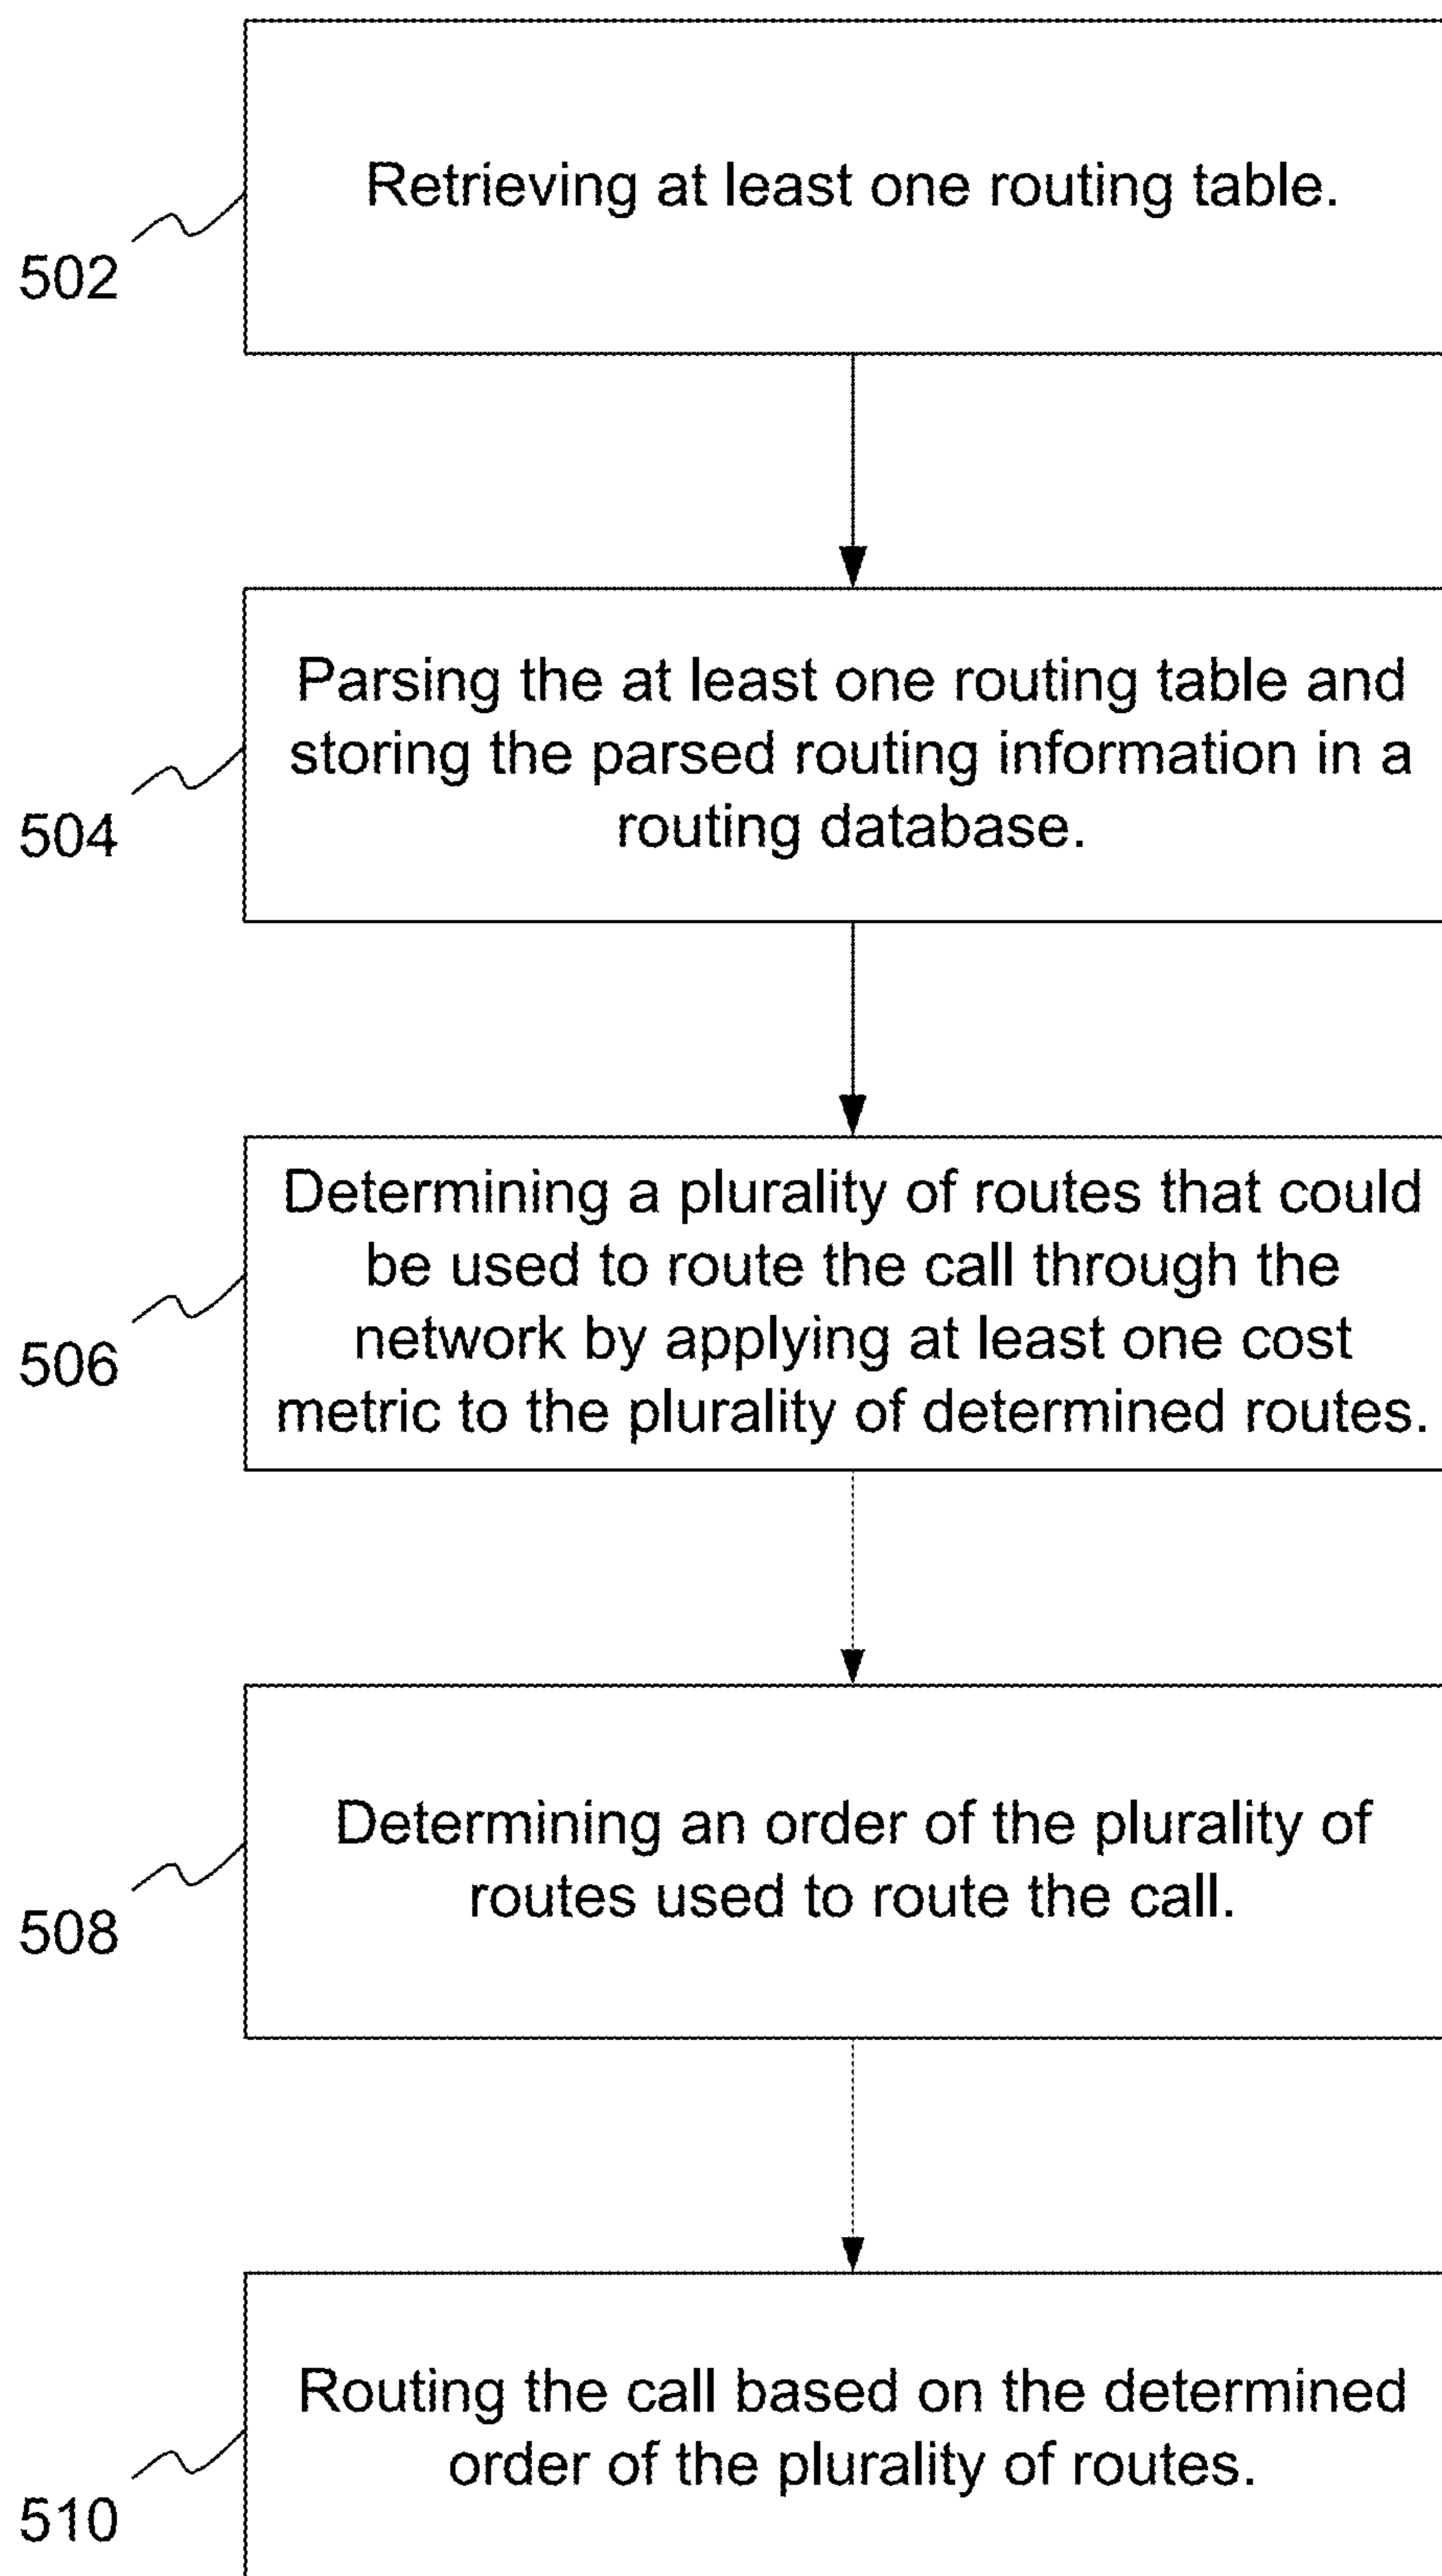 Retrieving at least one routing table.
502
Parsing the at least one routing table and
storing the parsed routing information in a
routing database.
504
Determining a plurality of routes that could
be used to route the call through the
network by applying at least one cost
metric to the plurality of determined routes.
506
Determining an order of the plurality of
routes used to route the call.
508
Routing the call based on the determined
order of the plurality of routes.
510